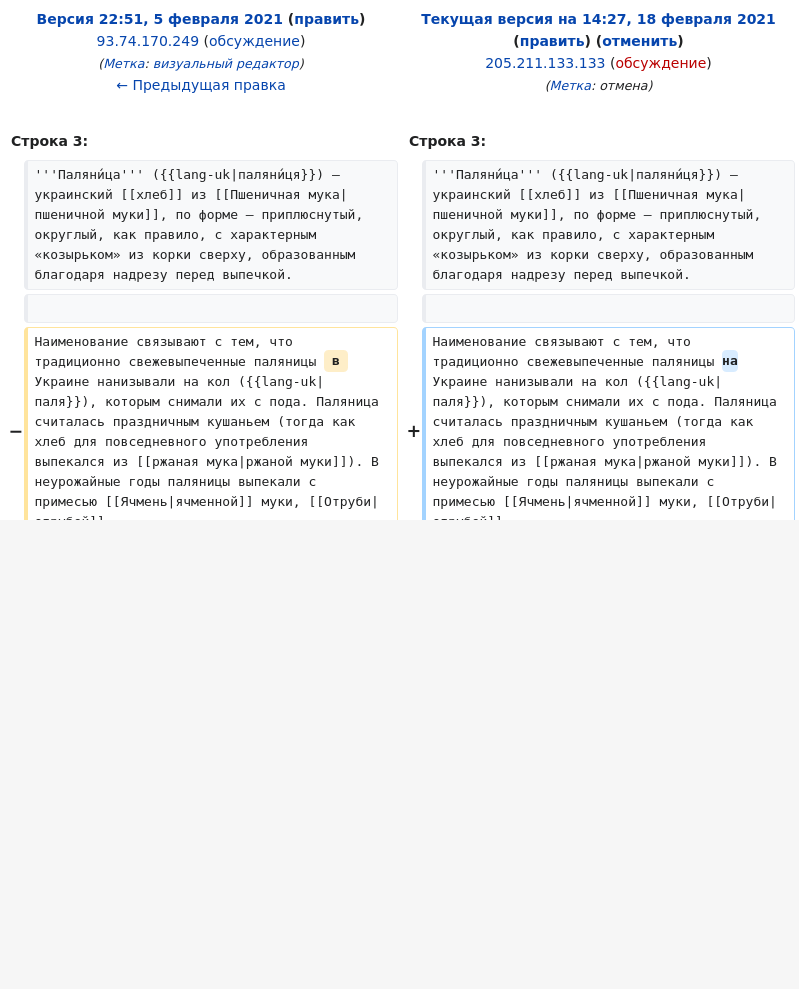 Версия 22:51, 5 февраля 2021 (править)
93.74.170.249 (обсуждение)
(Метка: визуальный редактор)
← Предыдущая правка
Текущая версия на 14:27, 18 февраля 2021
(править) (отменить)
205.211.133.133 (обсуждение)
(Метка: отмена)
Строка 3:
Строка 3:
'''Паляни́ца''' ({{lang-uk|паляни́ця}}) —
украинский [[хлеб]] из [[Пшеничная мука|
пшеничной муки]], по форме — приплюснутый,
округлый, как правило, с характерным
«козырьком» из корки сверху, образованным
благодаря надрезу перед выпечкой.
'''Паляни́ца''' ({{lang-uk|паляни́ця}}) —
украинский [[хлеб]] из [[Пшеничная мука|
пшеничной муки]], по форме — приплюснутый,
округлый, как правило, с характерным
«козырьком» из корки сверху, образованным
благодаря надрезу перед выпечкой.
−
Наименование связывают с тем, что
традиционно свежевыпеченные паляницы в
Украине нанизывали на кол ({{lang-uk|
паля}}), которым снимали их с пода. Паляница
считалась праздничным кушаньем (тогда как
хлеб для повседневного употребления
выпекался из [[ржаная мука|ржаной муки]]). В
неурожайные годы паляницы выпекали с
примесью [[Ячмень|ячменной]] муки, [[Отруби|
+
Наименование связывают с тем, что
традиционно свежевыпеченные паляницы на
Украине нанизывали на кол ({{lang-uk|
паля}}), которым снимали их с пода. Паляница
считалась праздничным кушаньем (тогда как
хлеб для повседневного употребления
выпекался из [[ржаная мука|ржаной муки]]). В
неурожайные годы паляницы выпекали с
примесью [[Ячмень|ячменной]] муки, [[Отруби|